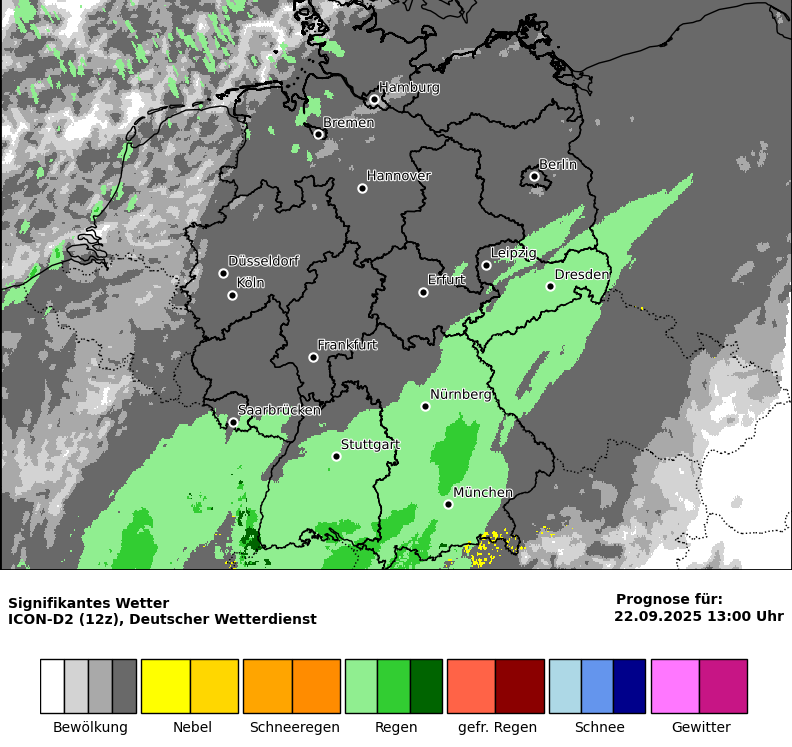 Hamburg
Bremen
Berlin
Hannover
Leipzig
Düsseldorf
Dresden
Köln
Erfurt
Frankfurt
Nürnberg
Saarbrücken
Stuttgart
München
Signifikantes Wetter
ICON-D2 (12z), Deutscher Wetterdienst
Prognose für:
22.09.2025 13:00 Uhr
Bewölkung Nebel Schneeregen Regen gefr. Regen Schnee Gewitter